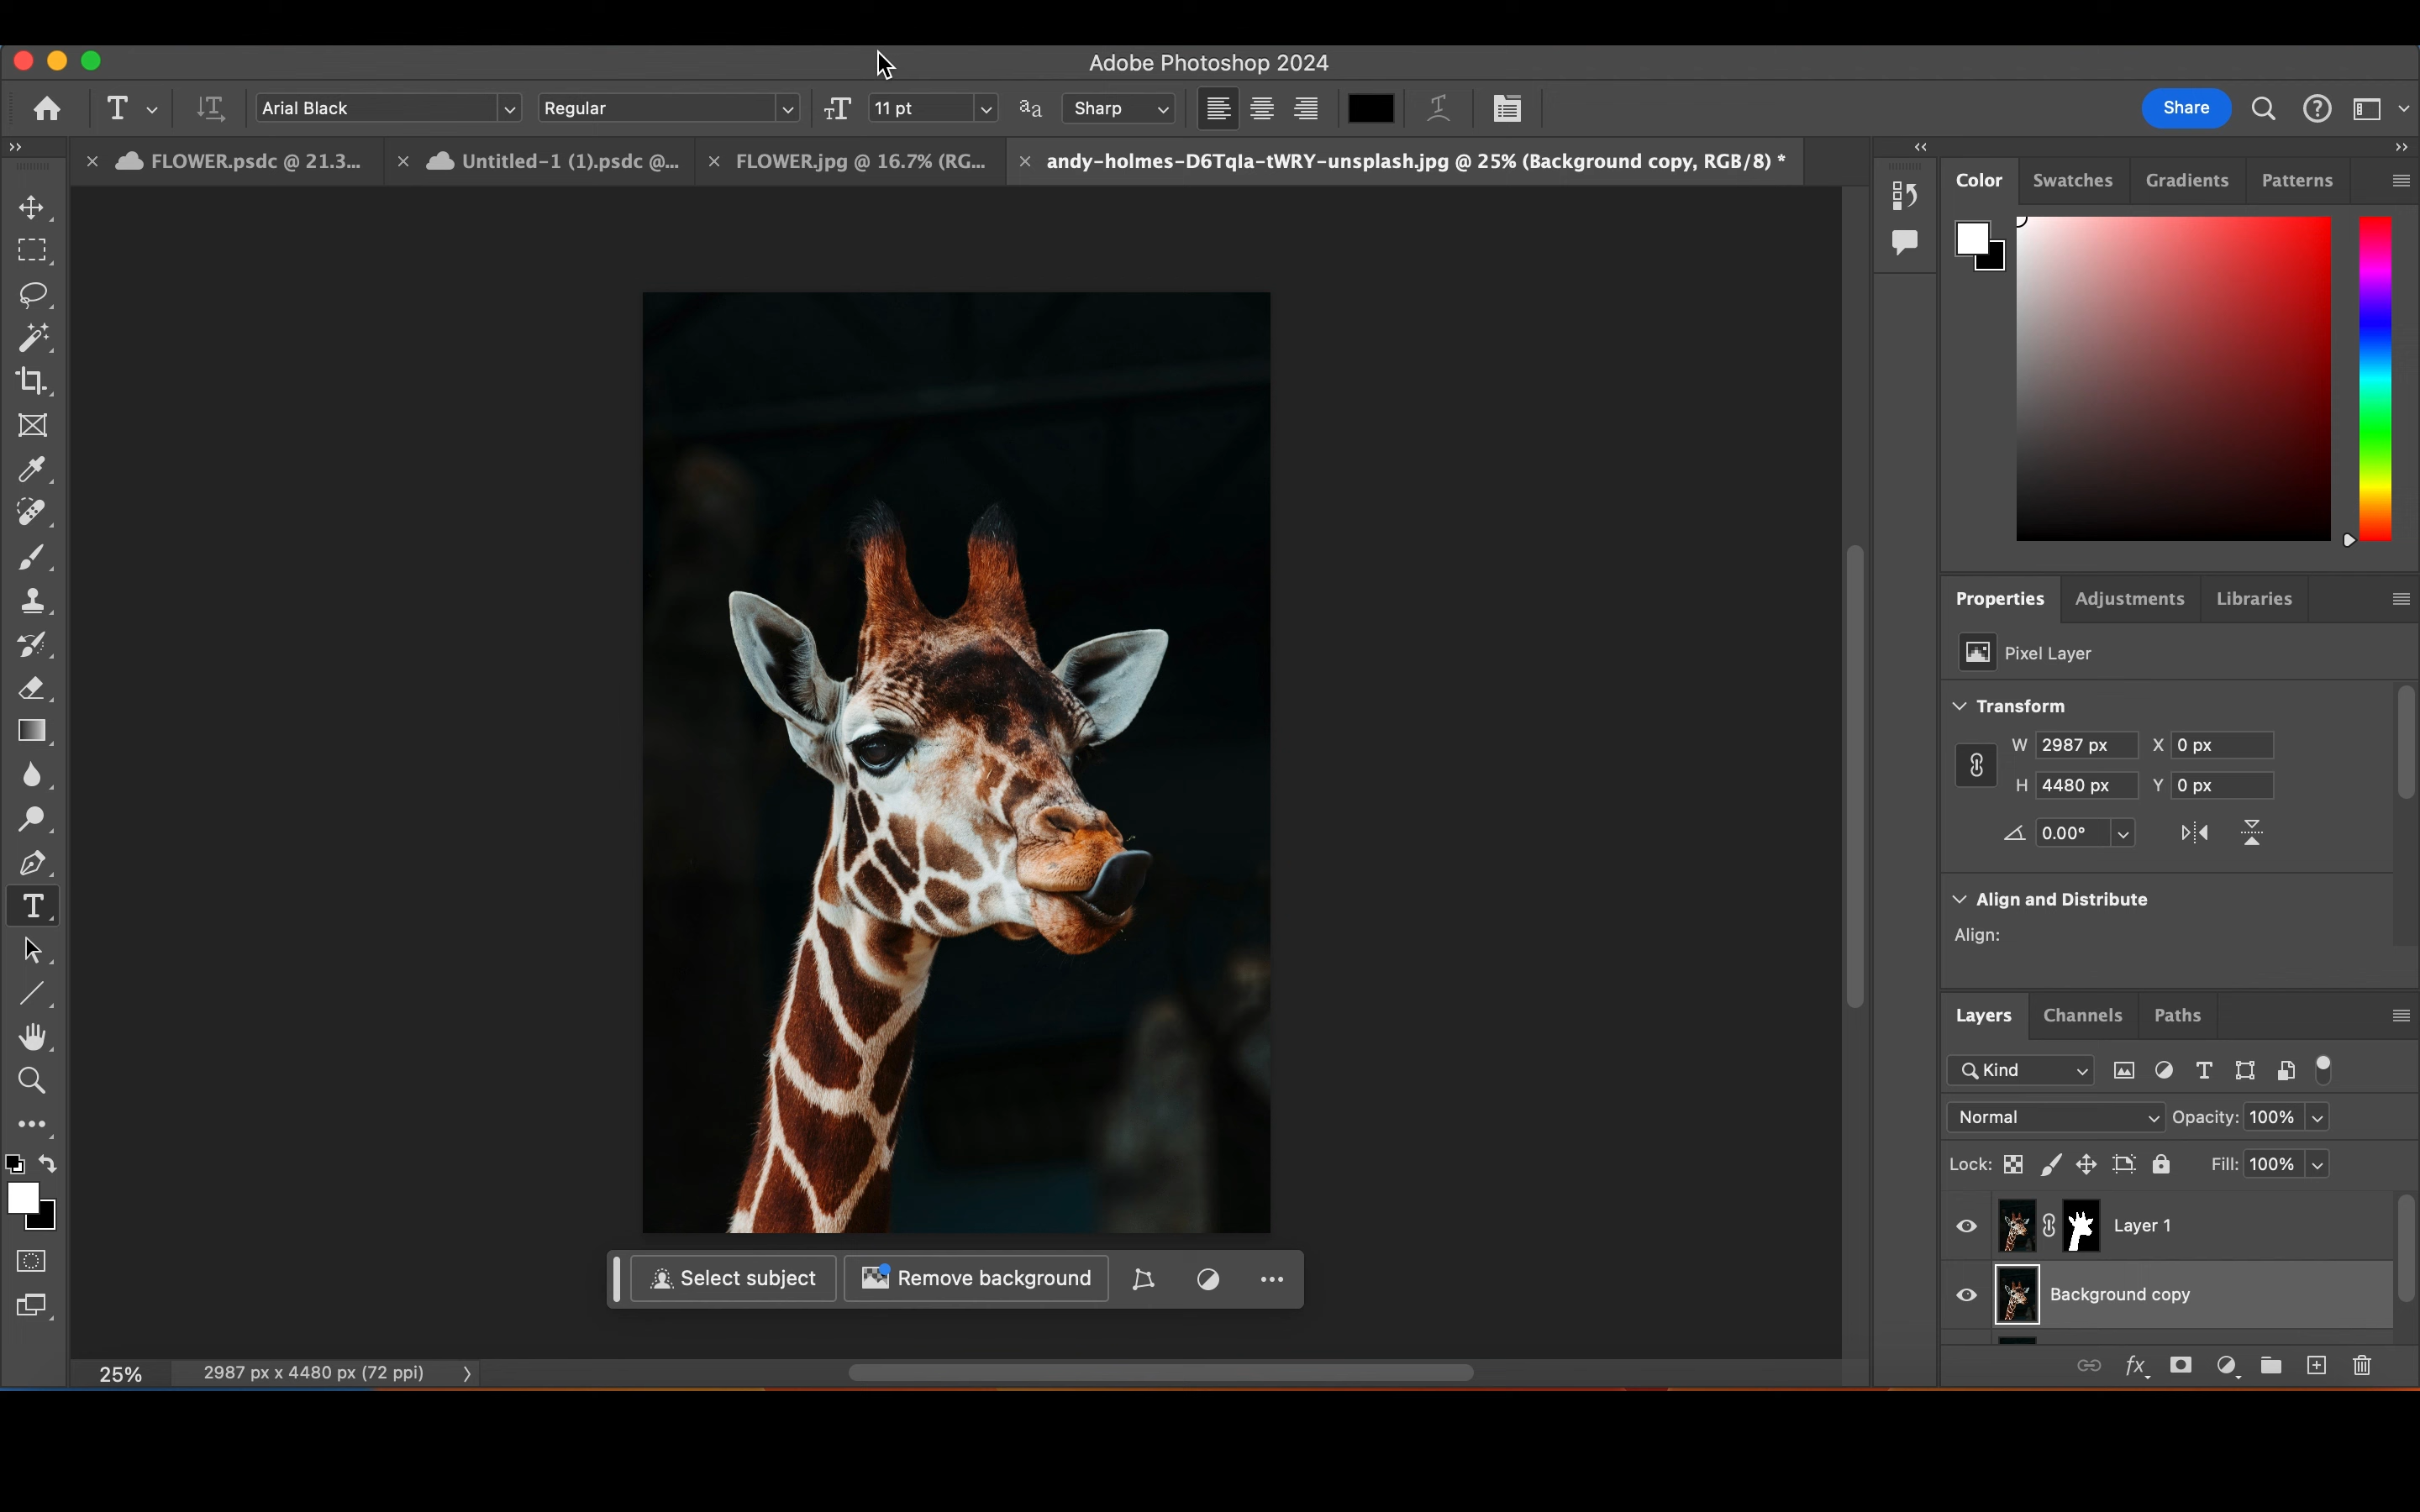 Adobe Photoshop 2024
T Arial Black Regular 11 pt Sharp Share
FLOWER.psdc @ 21.3... Untitled-1 (1).psdc @... FLOWER.jpg @ 16.7% (RG... andy-holmes-D6TqIa-tWRY-unsplash.jpg @ 25% (Background copy, RGB/8) *
Color Swatches Gradients Patterns
Properties Adjustments Libraries
Pixel Layer
Transform
W 2987 px X 0 px
H 4480 px Y 0 px
0.00°
Align and Distribute
Align:
Layers Channels Paths
Kind
Normal Opacity: 100%
Lock: Fill: 100%
Layer 1
Background copy
Select subject Remove background
25% 2987 px x 4480 px (72 ppi)